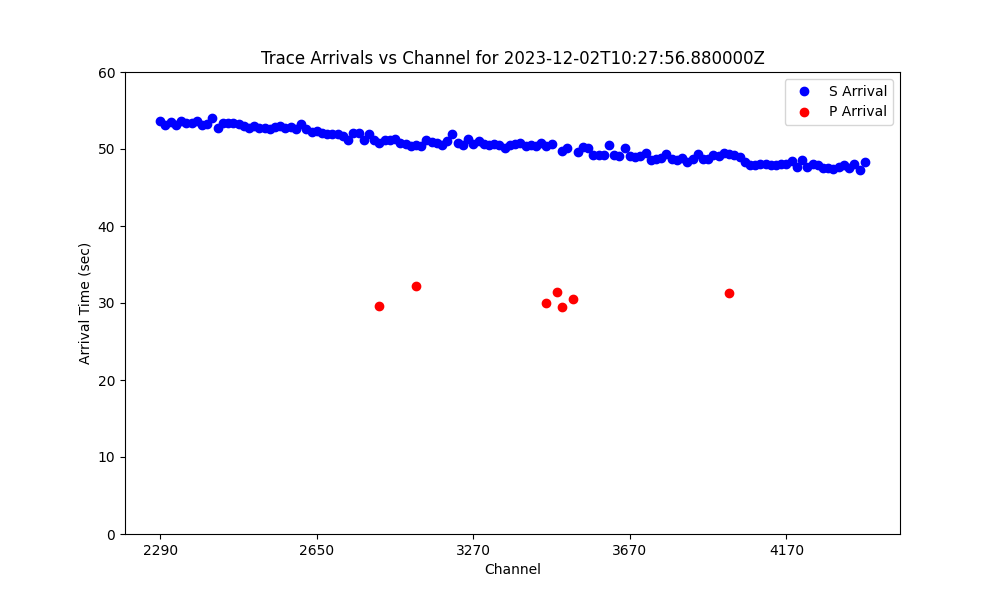 Trace Arrivals vs Channel for 2023-12-02T10:27:56.880000Z
60
50
40
30
20
10
0
Arrival Time (sec)
S Arrival
P Arrival
2290 2650 3270 3670 4170
Channel